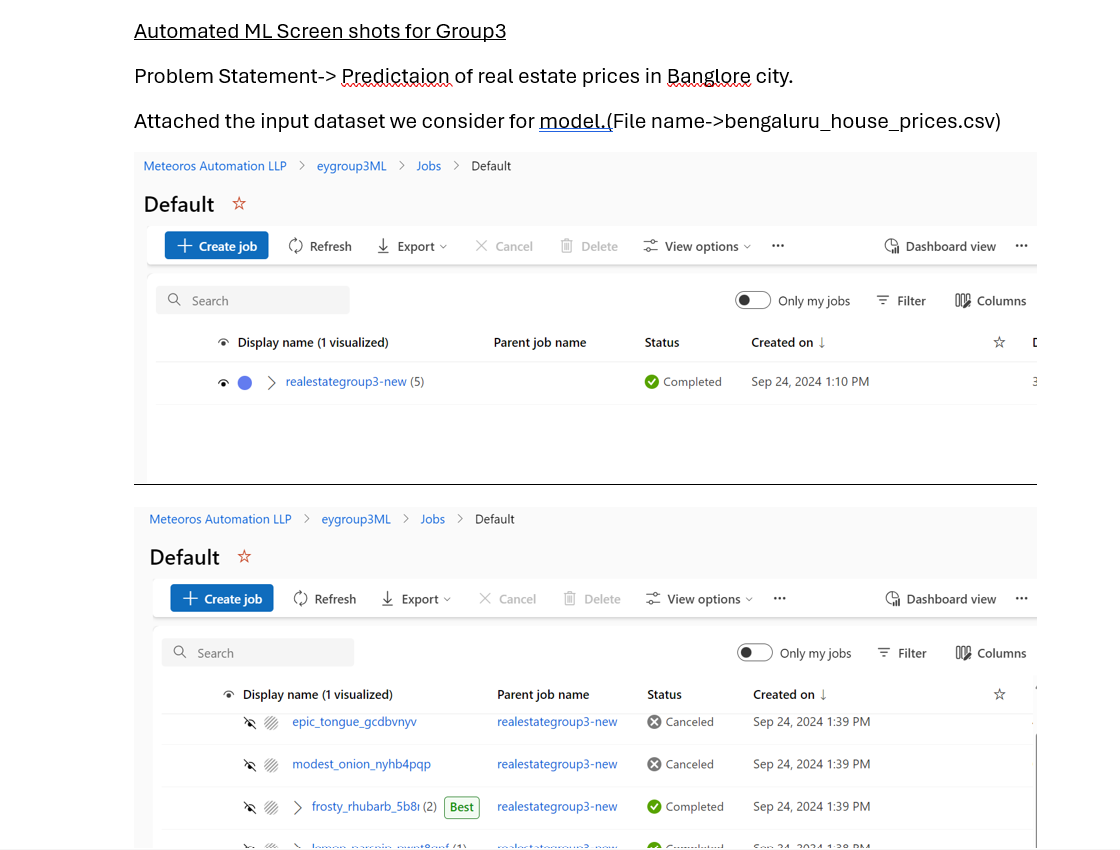 Automated ML Screen shots for Group3
Problem Statement-> Predictaion of real estate prices in Banglore city.
Attached the input dataset we consider for model.(File name->bengaluru_house_prices.csv)
Meteoros Automation LLP > eygroup3ML > Jobs > Default
Default
Create job Refresh Export Cancel Delete View options ··· Dashboard view ···
Search Only my jobs Filter Columns
Display name (1 visualized) Parent job name Status Created on ↓
realestategroup3-new (5) Completed Sep 24, 2024 1:10 PM
Meteoros Automation LLP > eygroup3ML > Jobs > Default
Default
Create job Refresh Export Cancel Delete View options ··· Dashboard view ···
Search Only my jobs Filter Columns
Display name (1 visualized) Parent job name Status Created on ↓
epic_tongue_gcdbvnyv realestategroup3-new Canceled Sep 24, 2024 1:39 PM
modest_onion_nyhb4pqp realestategroup3-new Canceled Sep 24, 2024 1:39 PM
frosty_rhubarb_5b8 (2) Best realestategroup3-new Completed Sep 24, 2024 1:39 PM